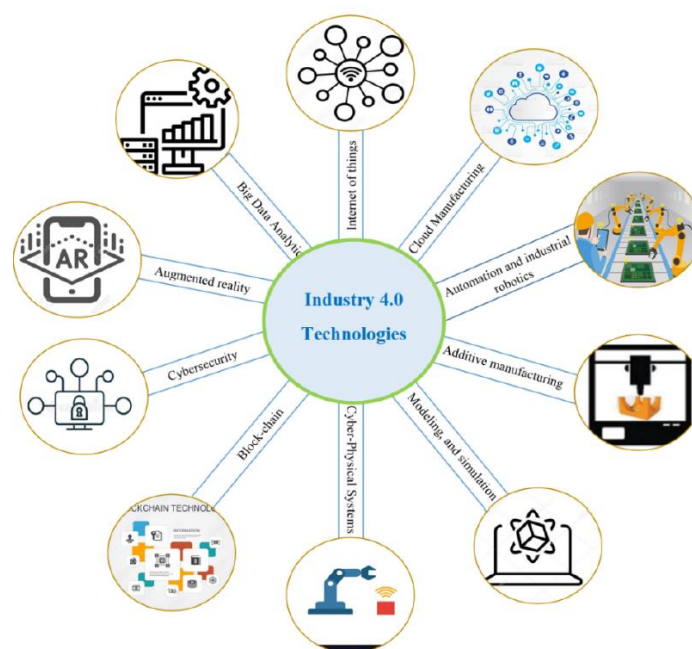 Industry 4.0
Technologies
Internet of things
Cloud Manufacturing
Automation and industrial
robotics
Additive manufacturing
Modeling, and simulation
Cyber-Physical Systems
Block-chain
Cybersecurity
Augmented reality
Big Data Analytic
AR
OCKCHAIN TECHNOLO